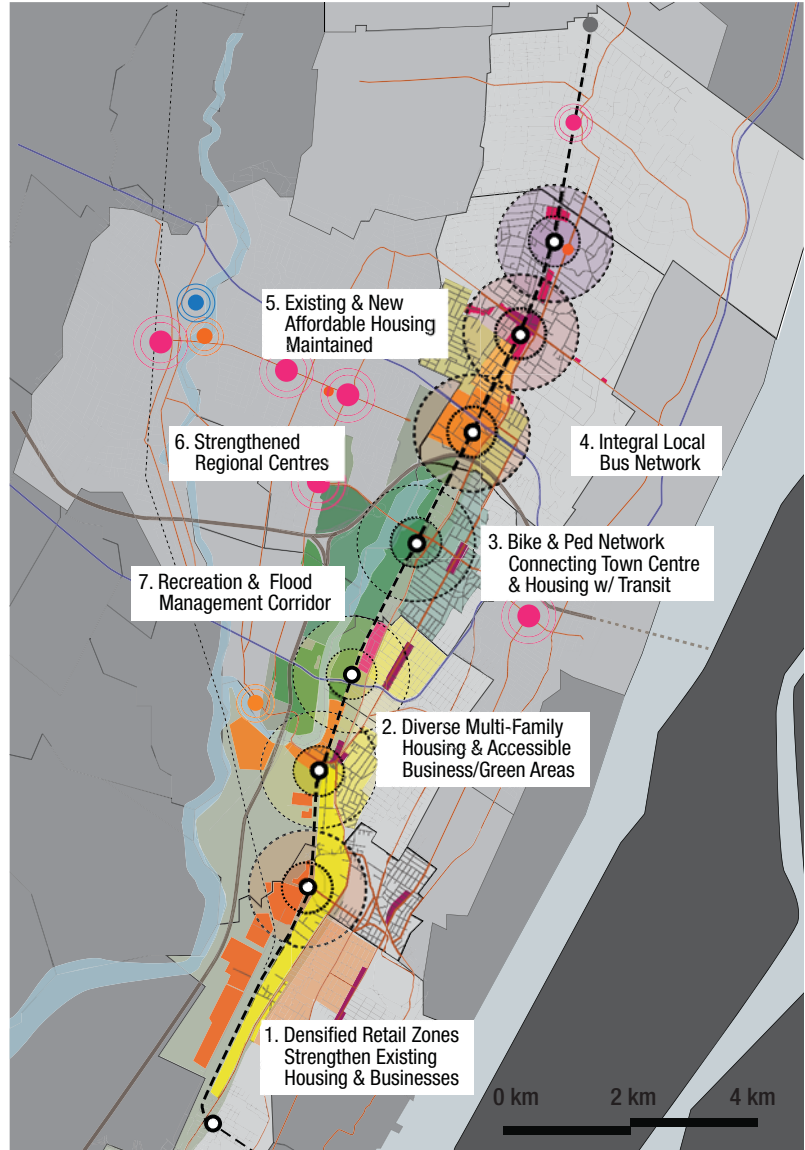 5. Existing & New
Affordable Housing
Maintained
6. Strengthened
Regional Centres
4. Integral Local
Bus Network
3. Bike & Ped Network
Connecting Town Centre
& Housing w/ Transit
7. Recreation & Flood
Management Corridor
2. Diverse Multi-Family
Housing & Accessible
Business/Green Areas
1. Densified Retail Zones
Strengthen Existing
Housing & Businesses
0 km 2 km 4 km